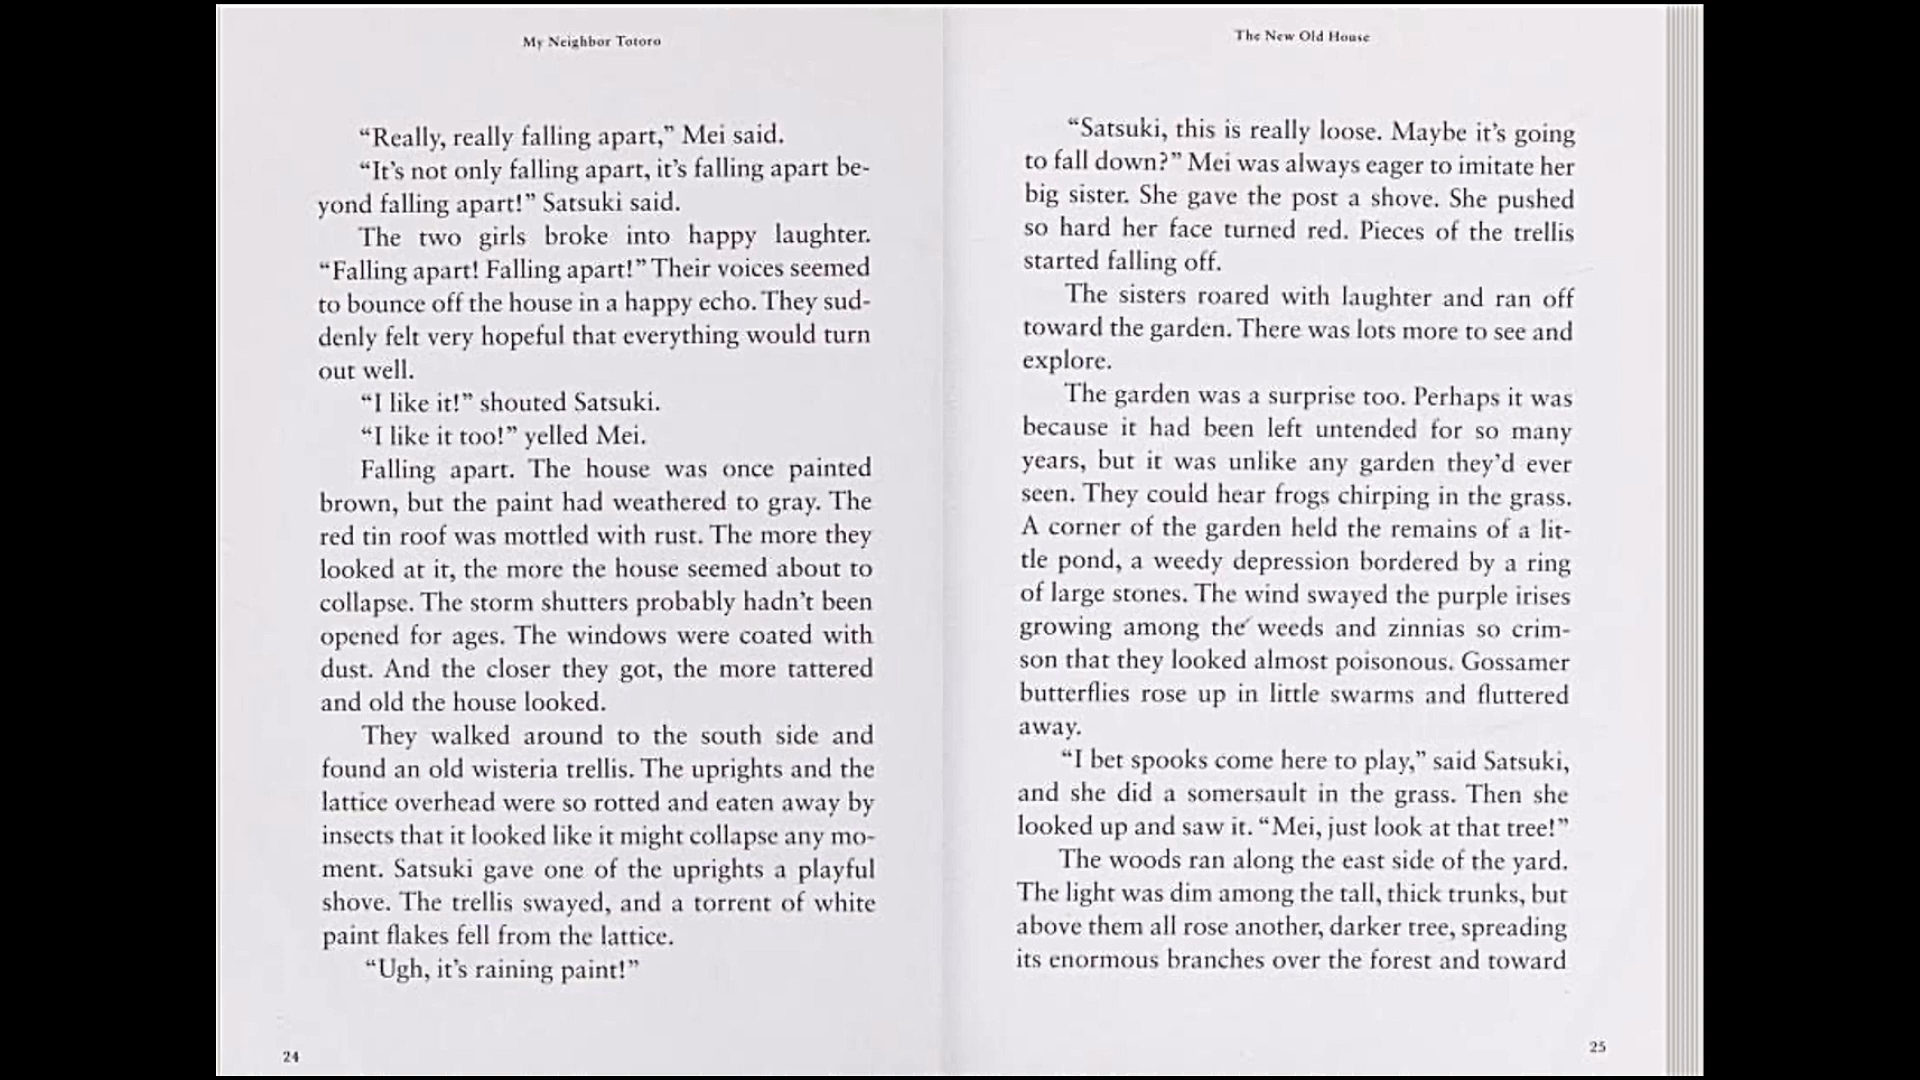 My Neighbor Totoro
“Really, really falling apart,” Mei said.
“It’s not only falling apart, it’s falling apart be-
yond falling apart!” Satsuki said.
The two girls broke into happy laughter.
“Falling apart! Falling apart!” Their voices seemed
to bounce off the house in a happy echo. They sud-
denly felt very hopeful that everything would turn
out well.
“I like it!” shouted Satsuki.
“I like it too!” yelled Mei.
Falling apart. The house was once painted
brown, but the paint had weathered to gray. The
red tin roof was mottled with rust. The more they
looked at it, the more the house seemed about to
collapse. The storm shutters probably hadn’t been
opened for ages. The windows were coated with
dust. And the closer they got, the more tattered
and old the house looked.
They walked around to the south side and
found an old wisteria trellis. The uprights and the
lattice overhead were so rotted and eaten away by
insects that it looked like it might collapse any mo-
ment. Satsuki gave one of the uprights a playful
shove. The trellis swayed, and a torrent of white
paint flakes fell from the lattice.
“Ugh, it’s raining paint!”
24
The New Old House
“Satsuki, this is really loose. Maybe it’s going
to fall down?” Mei was always eager to imitate her
big sister. She gave the post a shove. She pushed
so hard her face turned red. Pieces of the trellis
started falling off.
The sisters roared with laughter and ran off
toward the garden. There was lots more to see and
explore.
The garden was a surprise too. Perhaps it was
because it had been left untended for so many
years, but it was unlike any garden they’d ever
seen. They could hear frogs chirping in the grass.
A corner of the garden held the remains of a lit-
tle pond, a weedy depression bordered by a ring
of large stones. The wind swayed the purple irises
growing among the weeds and zinnias so crim-
son that they looked almost poisonous. Gossamer
butterflies rose up in little swarms and fluttered
away.
“I bet spooks come here to play,” said Satsuki,
and she did a somersault in the grass. Then she
looked up and saw it. “Mei, just look at that tree!”
The woods ran along the east side of the yard.
The light was dim among the tall, thick trunks, but
above them all rose another, darker tree, spreading
its enormous branches over the forest and toward
25